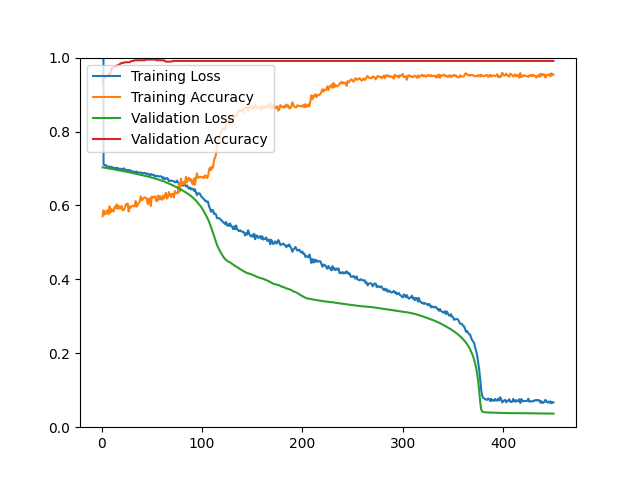 1.0
0.8
0.6
0.4
0.2
0.0
Training Loss
Training Accuracy
Validation Loss
Validation Accuracy
0 100 200 300 400